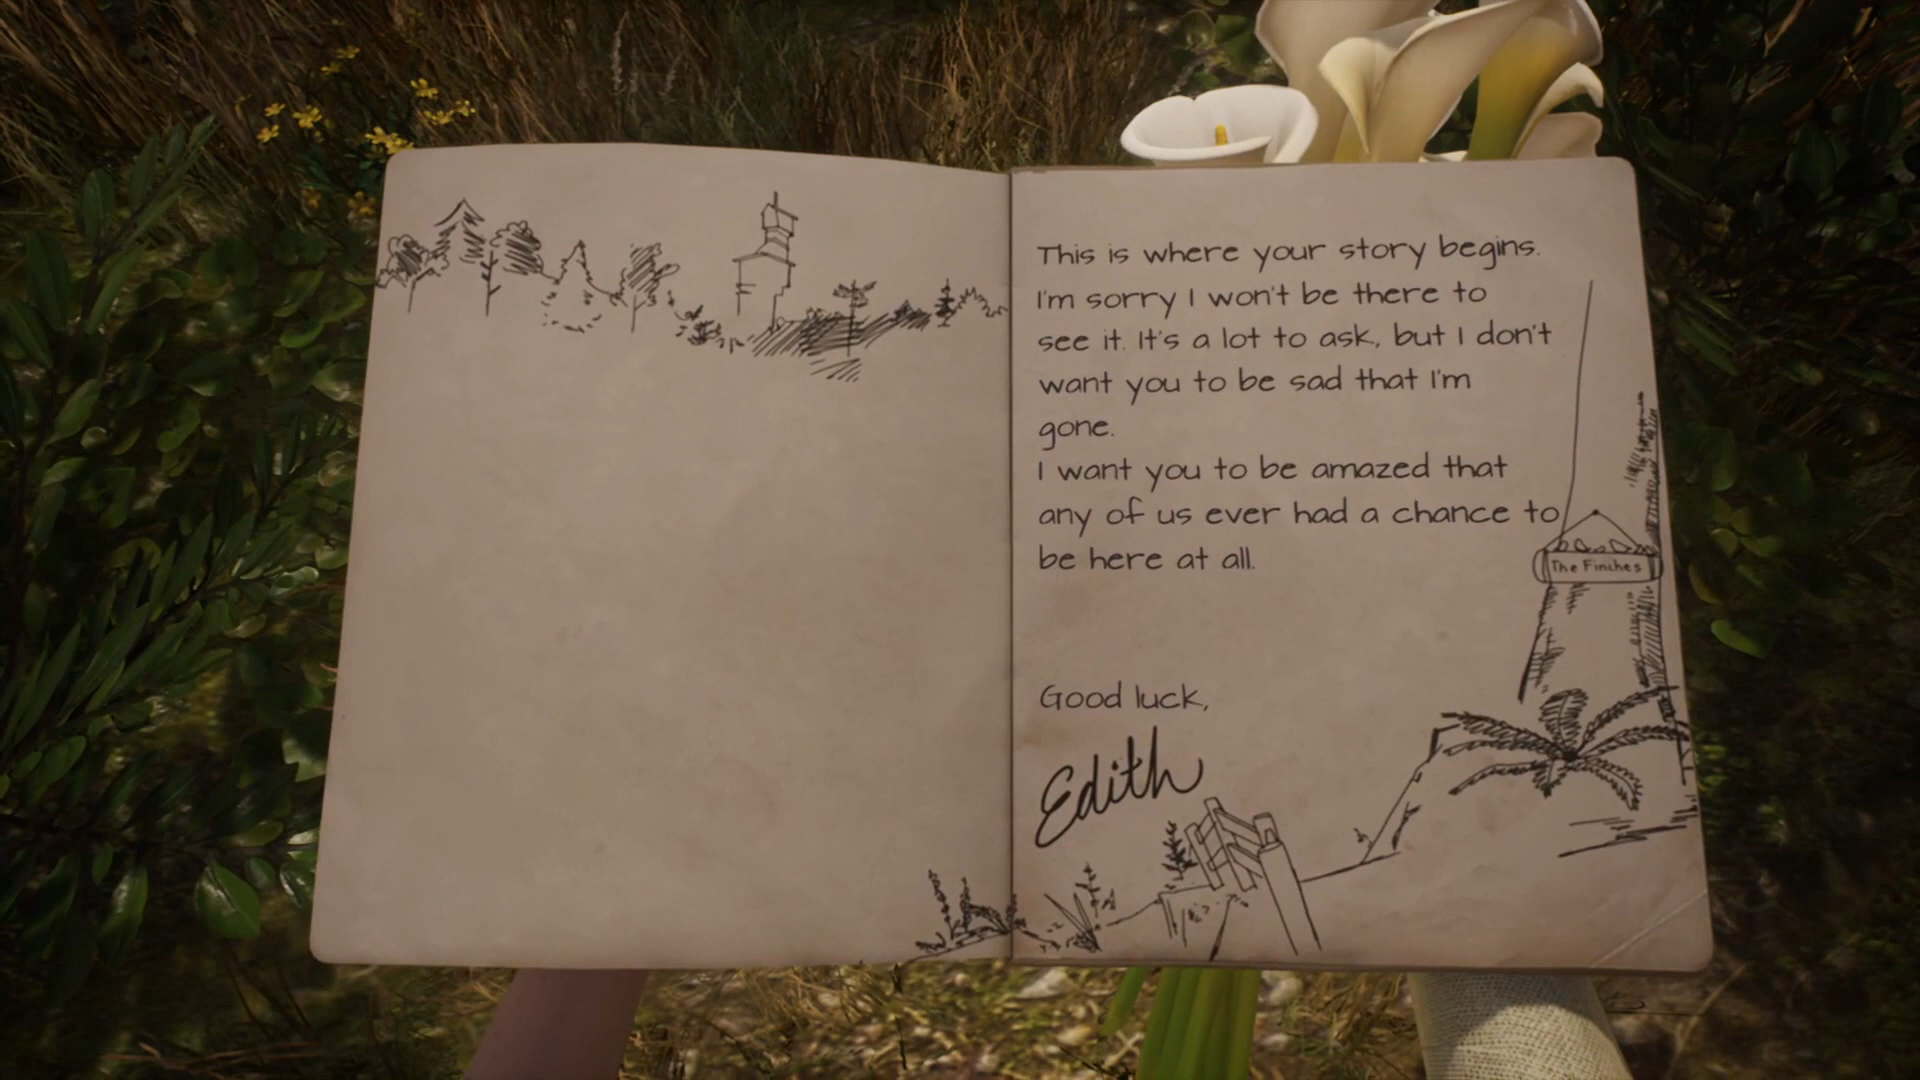 This is where your story begins.
I'm sorry I won't be there to
see it. It's a lot to ask, but I don't
want you to be sad that I'm
gone.
I want you to be amazed that
any of us ever had a chance to
be here at all.
The Finches
Good luck,
Edith